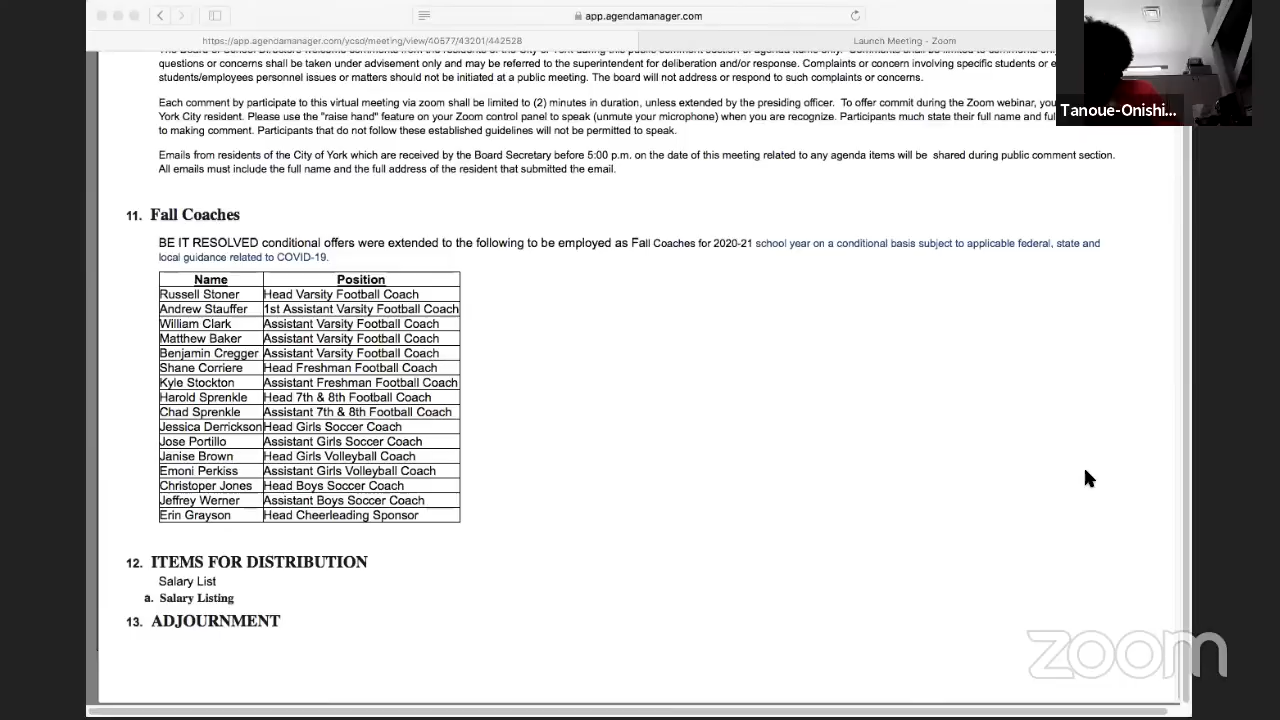 app.agendamanager.com
https://app.agendamanager.com/ycsd/meeting/view/40577/43201/442528
Launch Meeting - Zoom
questions or concerns shall be taken under advisement only and may be referred to the superintendent for deliberation and/or response. Complaints or concern involving specific students or e
students/employees personnel issues or matters should not be initiated at a public meeting. The board will not address or respond to such complaints or concerns.
Each comment by participate to this virtual meeting via zoom shall be limited to (2) minutes in duration, unless extended by the presiding officer. To offer commit during the Zoom webinar, you
York City resident. Please use the "raise hand" feature on your Zoom control panel to speak (unmute your microphone) when you are recognize. Participants much state their full name and full
to making comment. Participants that do not follow these established guidelines will not be permitted to speak.
Emails from residents of the City of York which are received by the Board Secretary before 5:00 p.m. on the date of this meeting related to any agenda items will be shared during public comment section.
All emails must include the full name and the full address of the resident that submitted the email.
11. Fall Coaches
BE IT RESOLVED conditional offers were extended to the following to be employed as Fall Coaches for 2020-21 school year on a conditional basis subject to applicable federal, state and
local guidance related to COVID-19.
Name Position
Russell Stoner Head Varsity Football Coach
Andrew Stauffer 1st Assistant Varsity Football Coach
William Clark Assistant Varsity Football Coach
Matthew Baker Assistant Varsity Football Coach
Benjamin Cregger Assistant Varsity Football Coach
Shane Corriere Head Freshman Football Coach
Kyle Stockton Assistant Freshman Football Coach
Harold Sprenkle Head 7th & 8th Football Coach
Chad Sprenkle Assistant 7th & 8th Football Coach
Jessica Derrickson Head Girls Soccer Coach
Jose Portillo Assistant Girls Soccer Coach
Janise Brown Head Girls Volleyball Coach
Emoni Perkiss Assistant Girls Volleyball Coach
Christoper Jones Head Boys Soccer Coach
Jeffrey Werner Assistant Boys Soccer Coach
Erin Grayson Head Cheerleading Sponsor
12. ITEMS FOR DISTRIBUTION
Salary List
a. Salary Listing
13. ADJOURNMENT
Tanoue-Onishi...
zoom